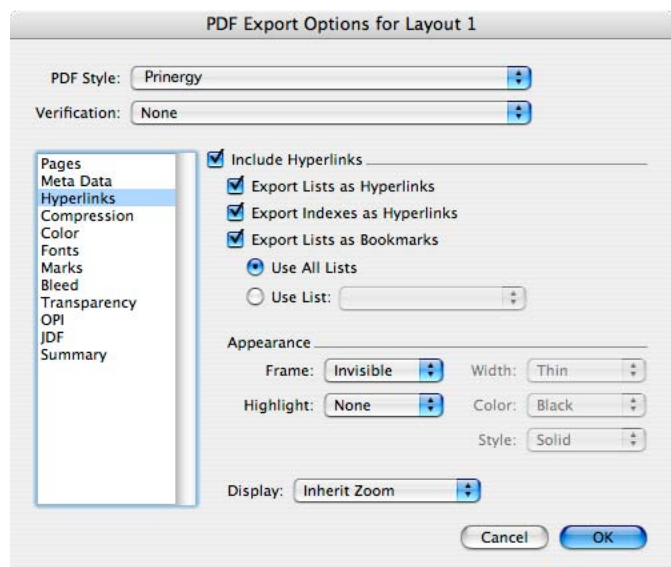 PDF Export Options for Layout 1
PDF Style: Prinergy
Verification: None
Pages
Meta Data
Hyperlinks
Compression
Color
Fonts
Marks
Bleed
Transparency
OPI
JDF
Summary
Include Hyperlinks
Export Lists as Hyperlinks
Export Indexes as Hyperlinks
Export Lists as Bookmarks
Use All Lists
Use List:
Appearance
Frame: Invisible Width: Thin
Highlight: None Color: Black
Style: Solid
Display: Inherit Zoom
Cancel OK